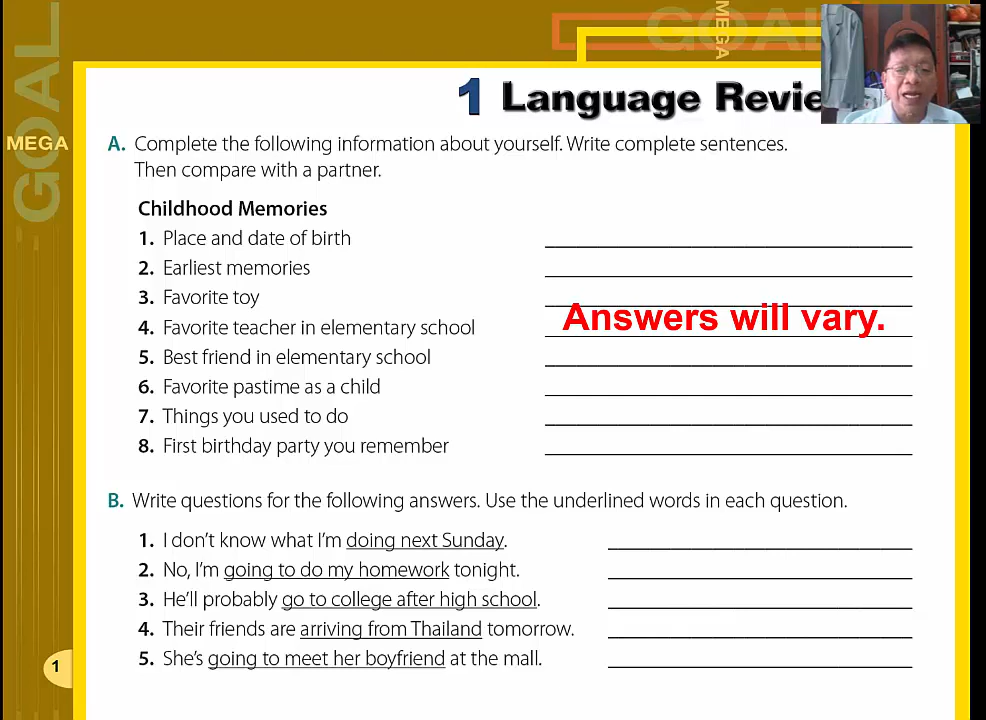 GOAL
MEGA
GOAL
MEGA
1 Language Revie
A. Complete the following information about yourself. Write complete sentences.
Then compare with a partner.
Childhood Memories
1. Place and date of birth
2. Earliest memories
3. Favorite toy
4. Favorite teacher in elementary school
Answers will vary.
5. Best friend in elementary school
6. Favorite pastime as a child
7. Things you used to do
8. First birthday party you remember
B. Write questions for the following answers. Use the underlined words in each question.
1. I don't know what I'm doing next Sunday.
2. No, I'm going to do my homework tonight.
3. He'll probably go to college after high school.
4. Their friends are arriving from Thailand tomorrow.
5. She's going to meet her boyfriend at the mall.
1